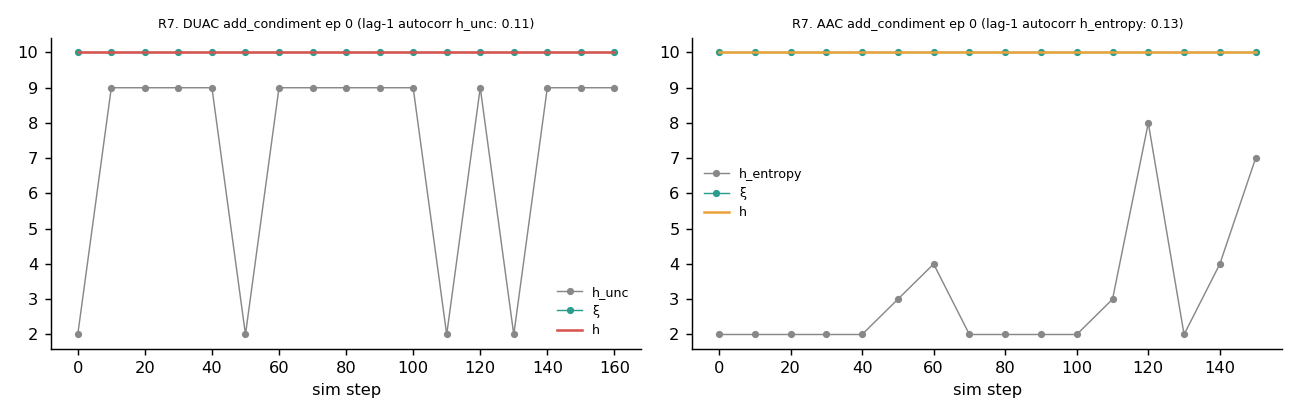 R7. DUAC add_condiment ep 0 (lag-1 autocorr h_unc: 0.11)
10
9
8
7
6
5
4
3
2
h_unc
ξ
h
0 20 40 60 80 100 120 140 160
sim step
R7. AAC add_condiment ep 0 (lag-1 autocorr h_entropy: 0.13)
10
9
8
7
6
5
4
3
2
h_entropy
ξ
h
0 20 40 60 80 100 120 140
sim step